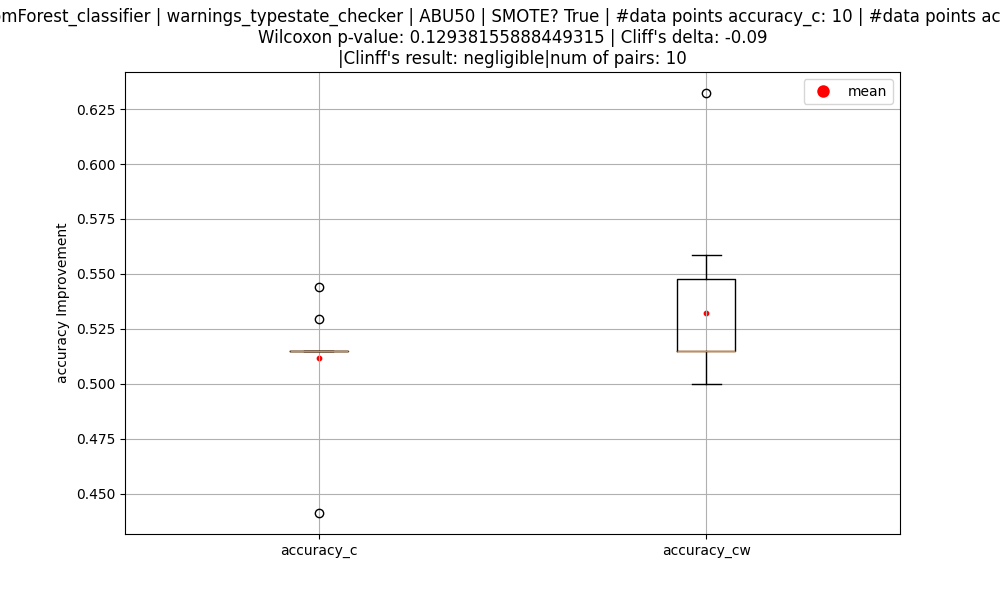 | warnings_typestate_checker | ABU50 | SMOTE? True | #data points accuracy_c: 10 | #data points
Wilcoxon p-value: 0.12938155888449315 | Cliff's delta: -0.09
|Clinff's result: negligible|num of pairs: 10
mean
0.625
0.600
0.575
0.550
0.525
0.500
0.475
0.450
accuracy Improvement
accuracy_c
accuracy_cw